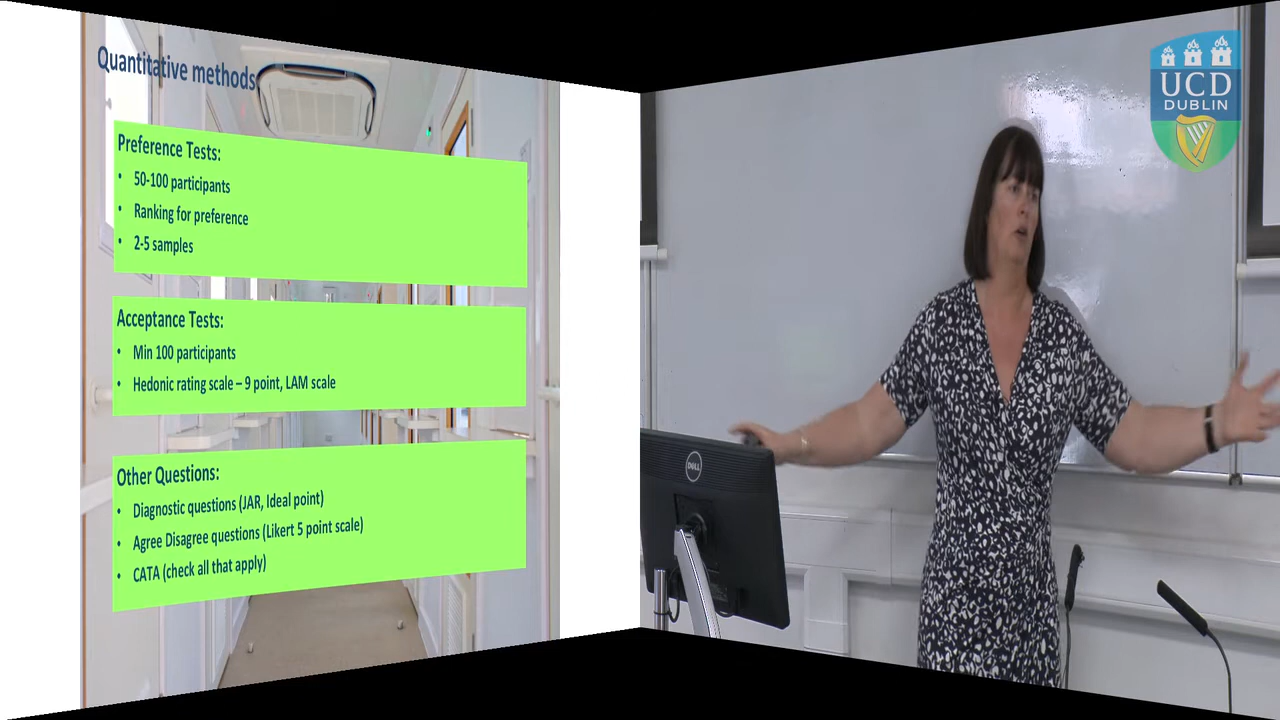 Quantitative methods
Preference Tests:
• 50-100 participants
• Ranking for preference
• 2-5 samples
Acceptance Tests:
• Min 100 participants
• Hedonic rating scale – 9 point, LAM scale
Other Questions:
• Diagnostic questions (JAR, Ideal point)
• Agree Disagree questions (Likert 5 point scale)
• CATA (check all that apply)
UCD
DUBLIN
DELL